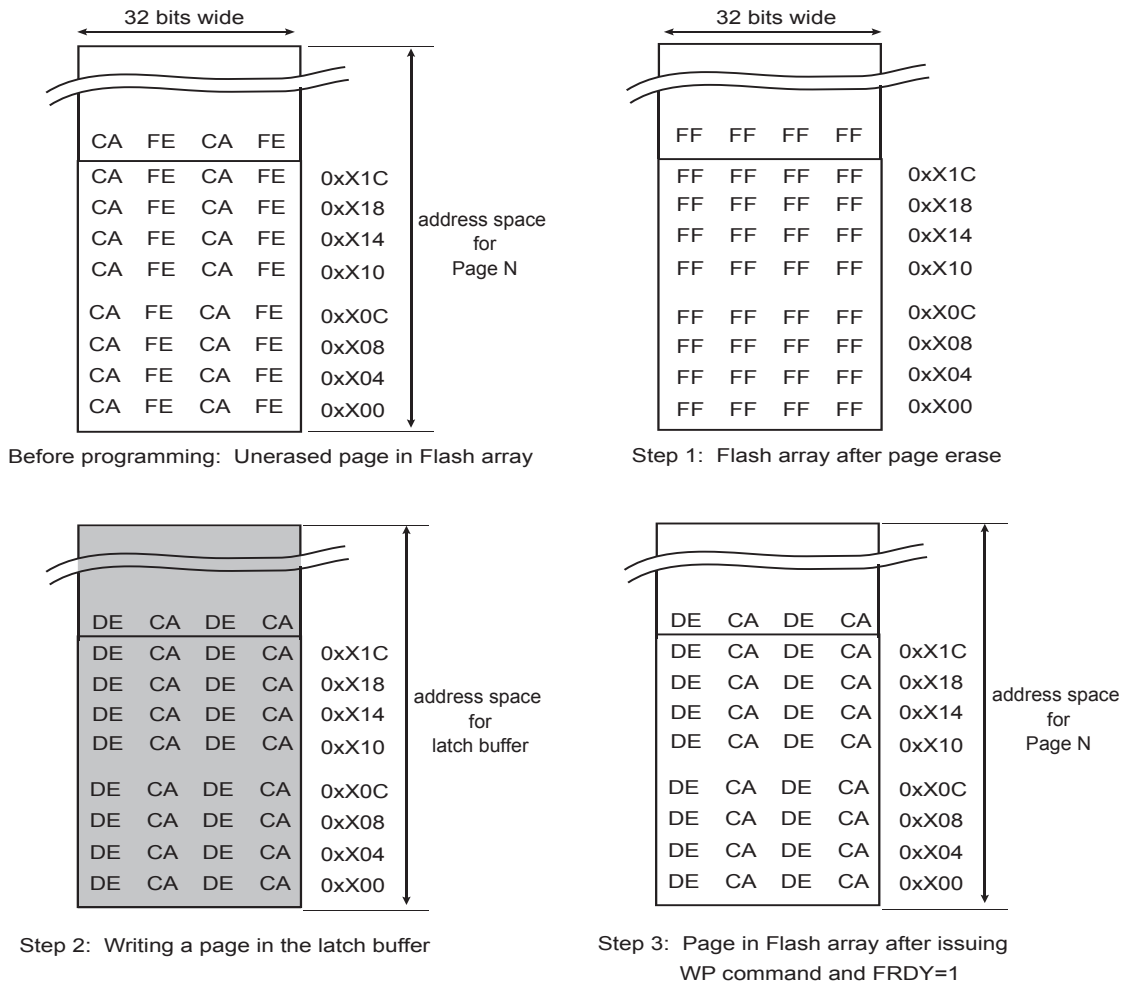 32 bits wide
CA FE CA FE
CA FE CA FE 0xX1C
CA FE CA FE 0xX18
CA FE CA FE 0xX14
CA FE CA FE 0xX10
CA FE CA FE 0xX0C
CA FE CA FE 0xX08
CA FE CA FE 0xX04
CA FE CA FE 0xX00
address space
for
Page N
Before programming: Unerased page in Flash array
32 bits wide
FF FF FF FF
FF FF FF FF 0xX1C
FF FF FF FF 0xX18
FF FF FF FF 0xX14
FF FF FF FF 0xX10
FF FF FF FF 0xX0C
FF FF FF FF 0xX08
FF FF FF FF 0xX04
FF FF FF FF 0xX00
Step 1: Flash array after page erase
DE CA DE CA
DE CA DE CA 0xX1C
DE CA DE CA 0xX18
DE CA DE CA 0xX14
DE CA DE CA 0xX10
DE CA DE CA 0xX0C
DE CA DE CA 0xX08
DE CA DE CA 0xX04
DE CA DE CA 0xX00
address space
for
latch buffer
Step 2: Writing a page in the latch buffer
DE CA DE CA
DE CA DE CA 0xX1C
DE CA DE CA 0xX18
DE CA DE CA 0xX14
DE CA DE CA 0xX10
DE CA DE CA 0xX0C
DE CA DE CA 0xX08
DE CA DE CA 0xX04
DE CA DE CA 0xX00
address space
for
Page N
Step 3: Page in Flash array after issuing
WP command and FRDY=1